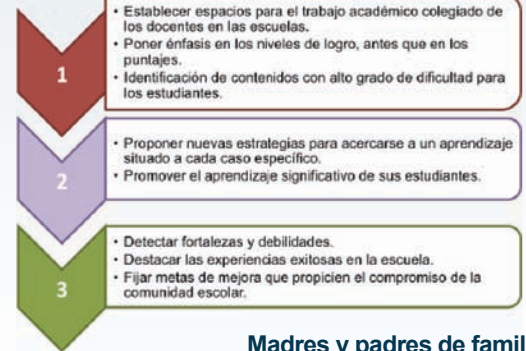 1
• Establecer espacios para el trabajo académico colegiado de
los docentes en las escuelas.
• Poner énfasis en los niveles de logro, antes que en los
puntajes.
• Identificación de contenidos con alto grado de dificultad para
los estudiantes.
2
• Proponer nuevas estrategias para acercarse a un aprendizaje
situado a cada caso específico.
• Promover el aprendizaje significativo de sus estudiantes.
3
• Detectar fortalezas y debilidades.
• Destacar las experiencias exitosas en la escuela.
• Fijar metas de mejora que propicien el compromiso de la
comunidad escolar.
Madres y padres de famil